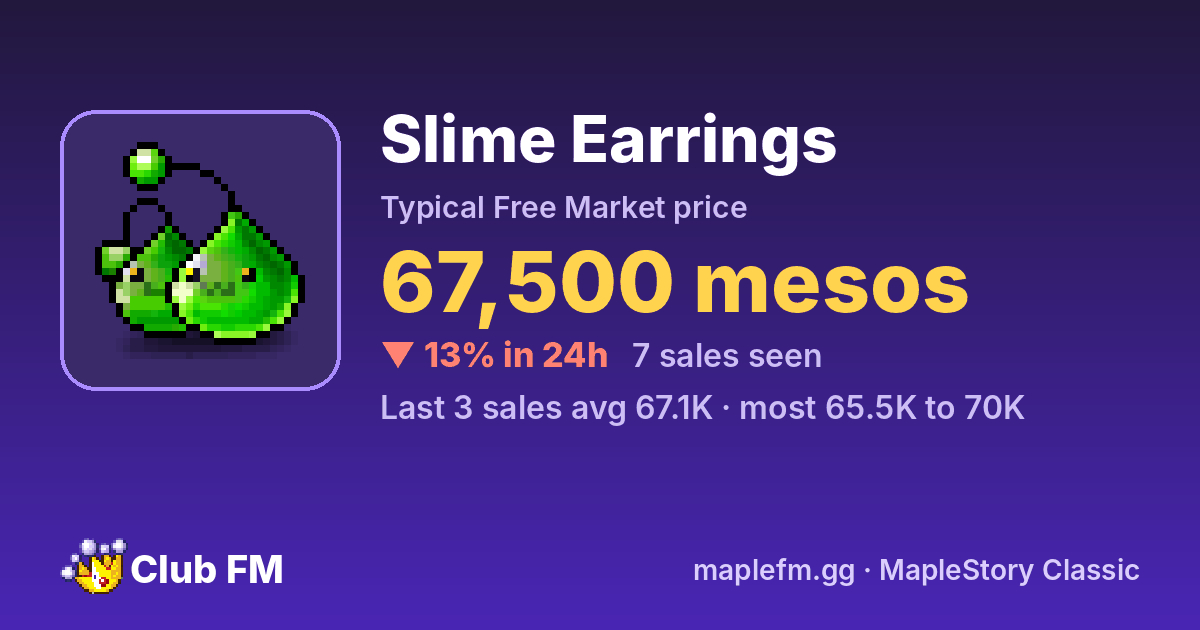 Slime Earrings
Typical Free Market price
67,500 mesos
▼ 13% in 24h 7 sales seen
Last 3 sales avg 67.1K · most 65.5K to 70K
Club FM
maplefm.gg · MapleStory Classic